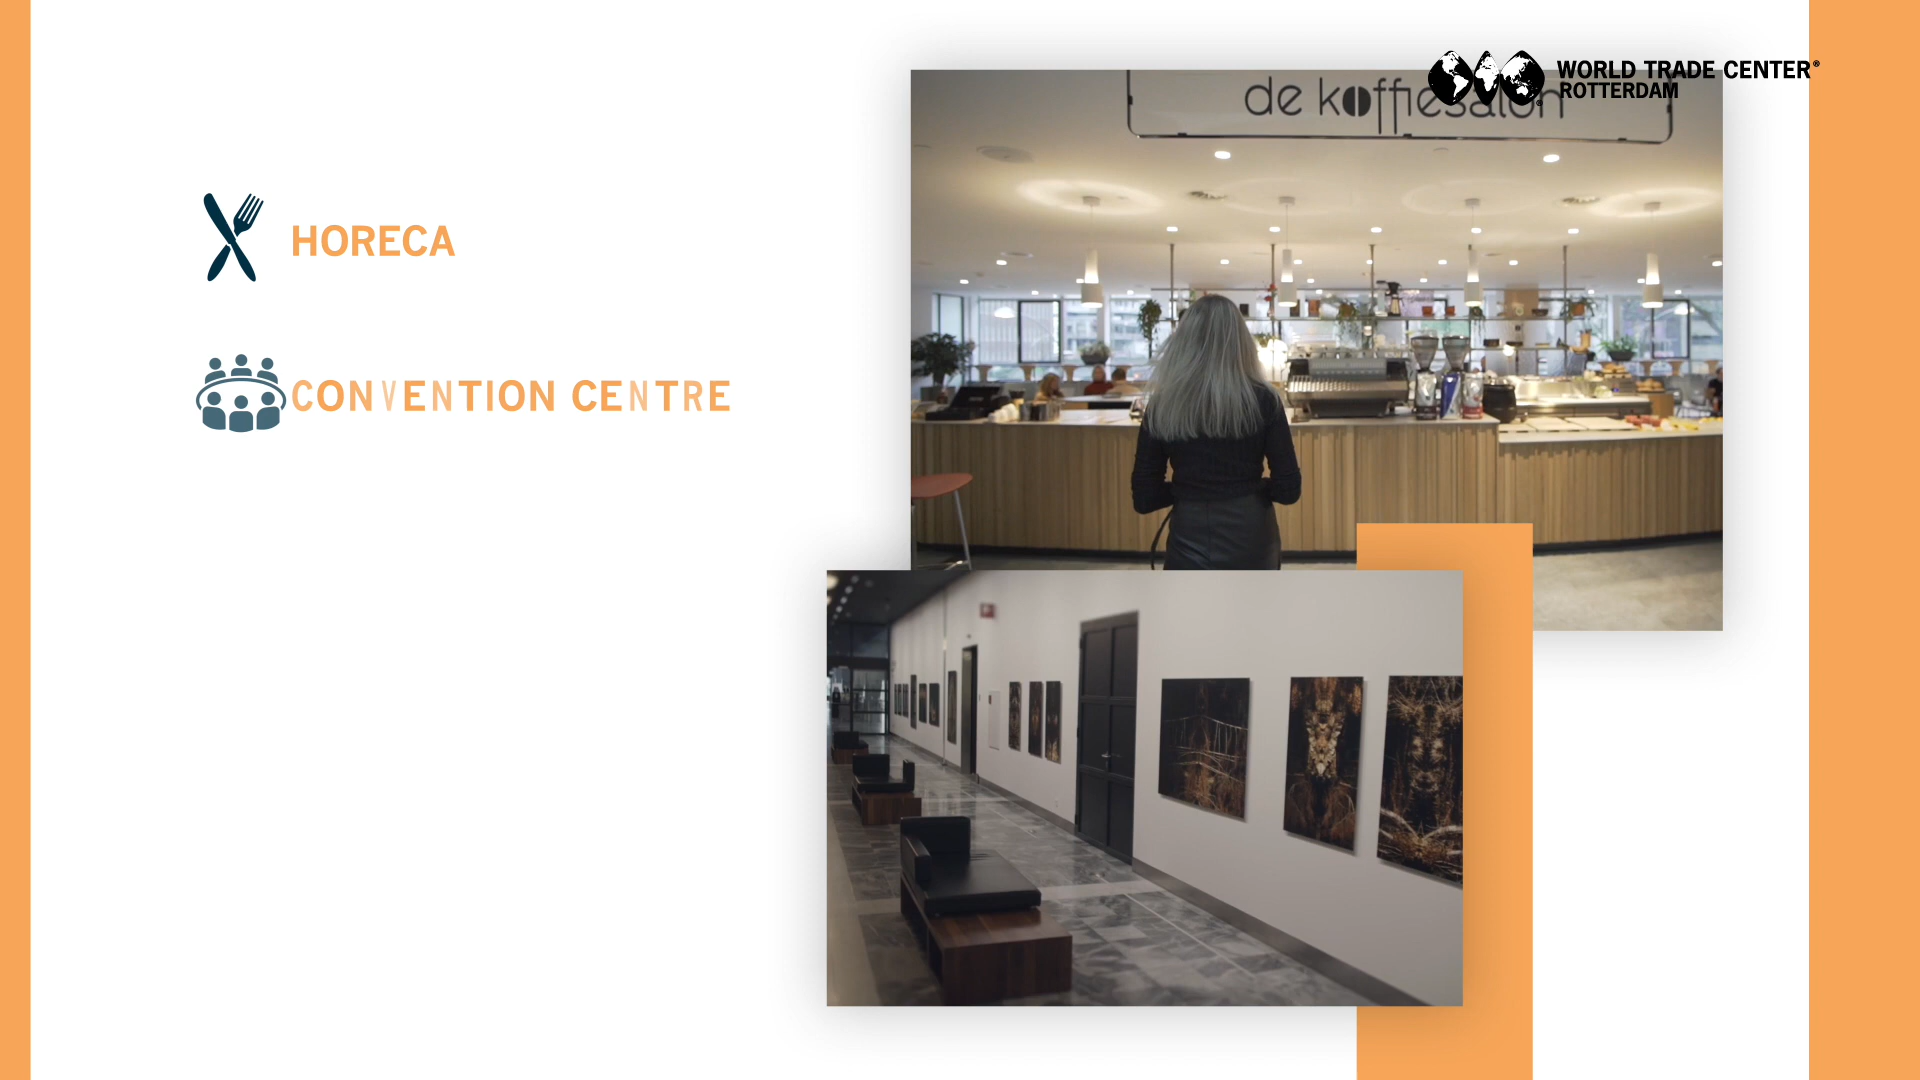 WORLD TRADE CENTER®
ROTTERDAM
de koffiesalon
HORECA
CONVENTION CENTRE